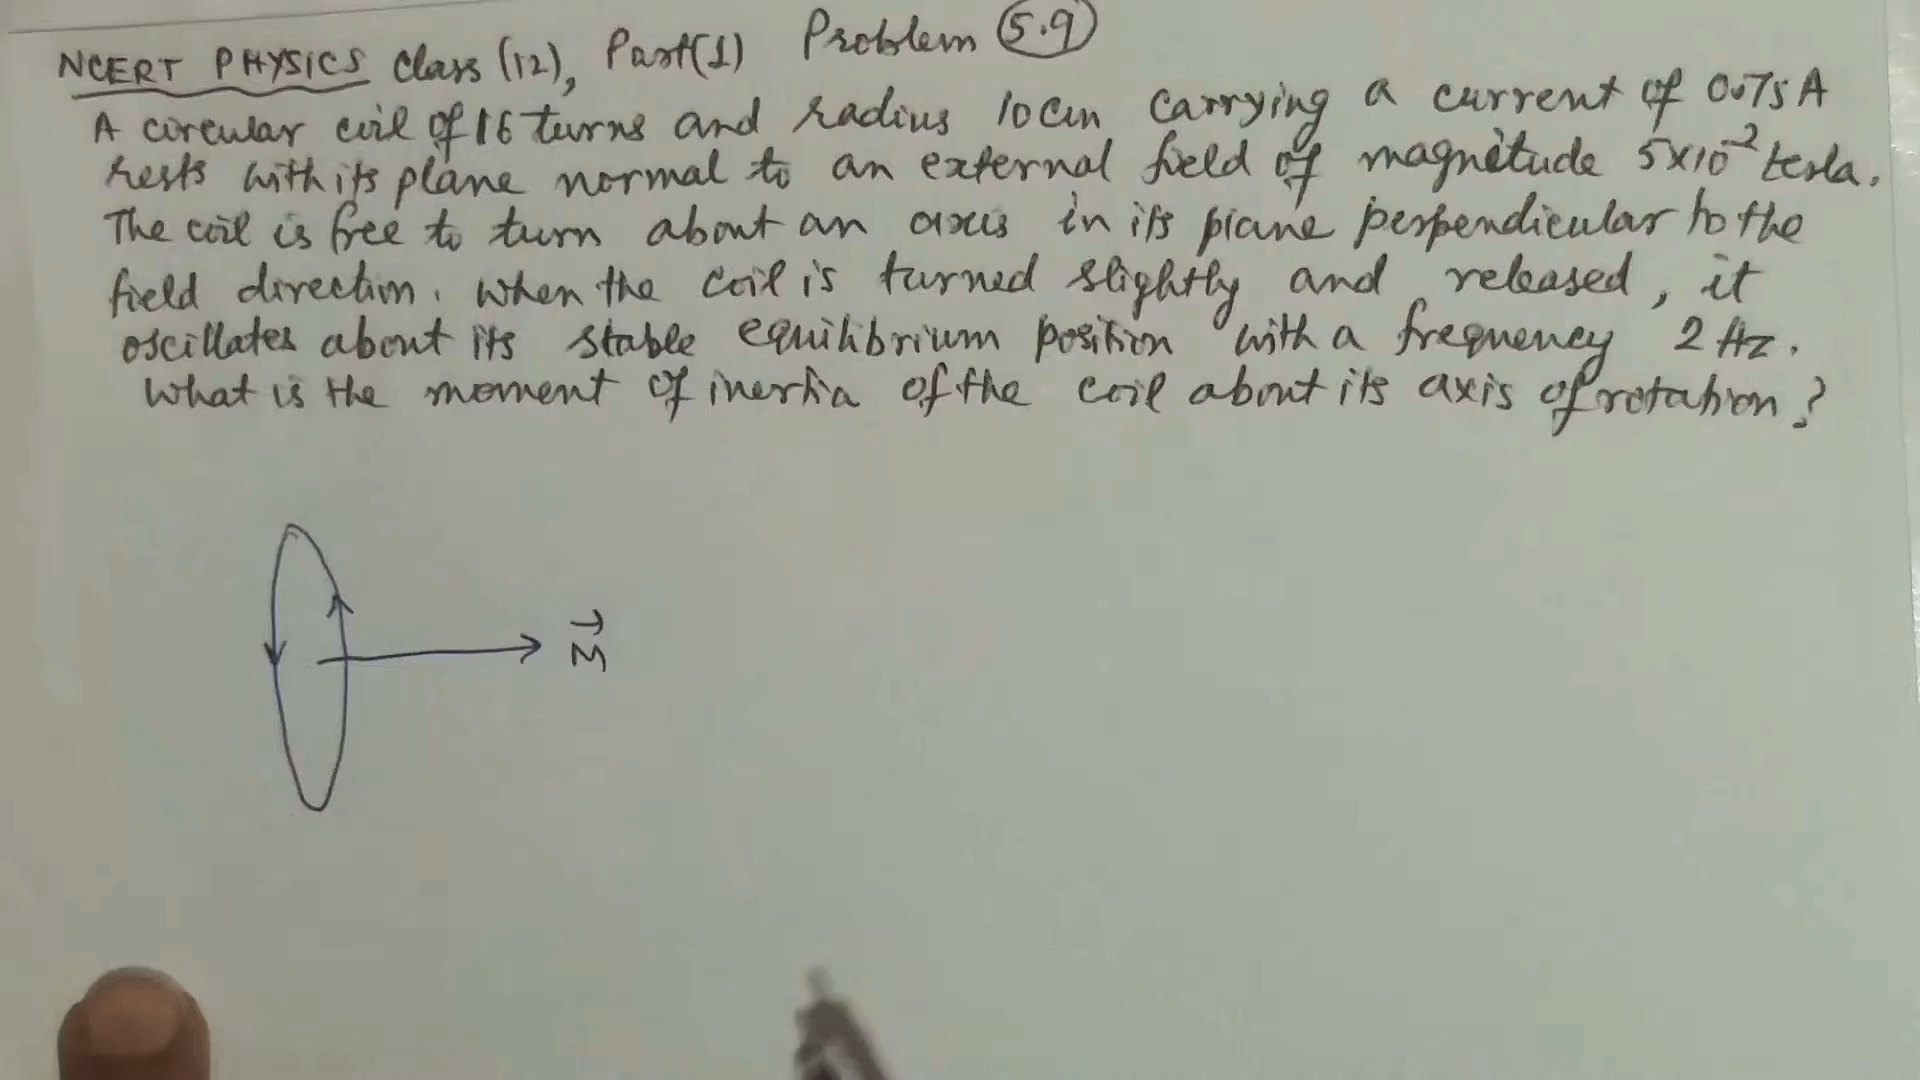 NCERT PHYSICS Class (12), Part(1) Problem 5.9
A circular coil of 16 turns and radius 10cm carrying a current of 0.75A
rests with its plane normal to an external field of magnitude 5×10⁻² tesla.
The coil is free to turn about an axis in its plane perpendicular to the
field direction. When the coil is turned slightly and released, it
oscillates about its stable equilibrium position with a frequency 2 Hz.
What is the moment of inertia of the coil about its axis of rotation?
M⃗